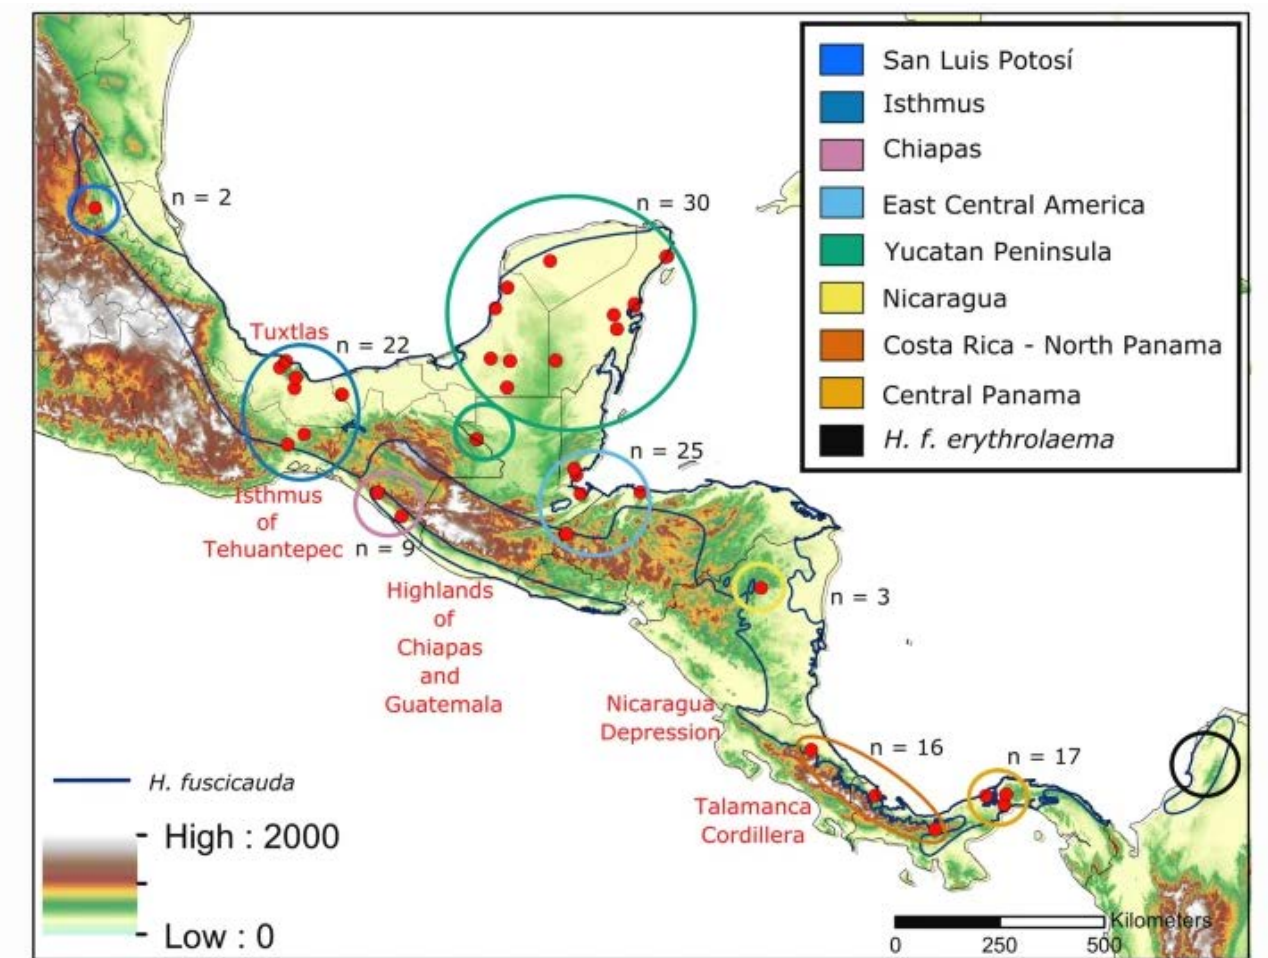 San Luis Potosí
Isthmus
Chiapas
East Central America
Yucatan Peninsula
Nicaragua
Costa Rica - North Panama
Central Panama
H. f. erythrolaema
n = 2
n = 30
Tuxtlas
n = 22
n = 25
Isthmus
of
Tehuantepec
n = 9
Highlands
of
Chiapas
and
Guatemala
n = 3
Nicaragua
Depression
n = 16
n = 17
Talamanca
Cordillera
H. fuscicauda
High : 2000
Low : 0
Kilometers
0 250 500